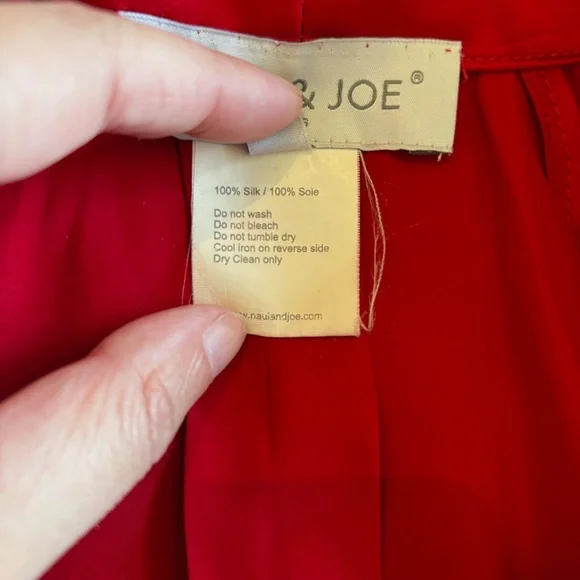 & JOE®
100% Silk / 100% Soie
Do not wash
Do not bleach
Do not tumble dry
Cool iron on reverse side
Dry Clean only
w.paulandjoe.com